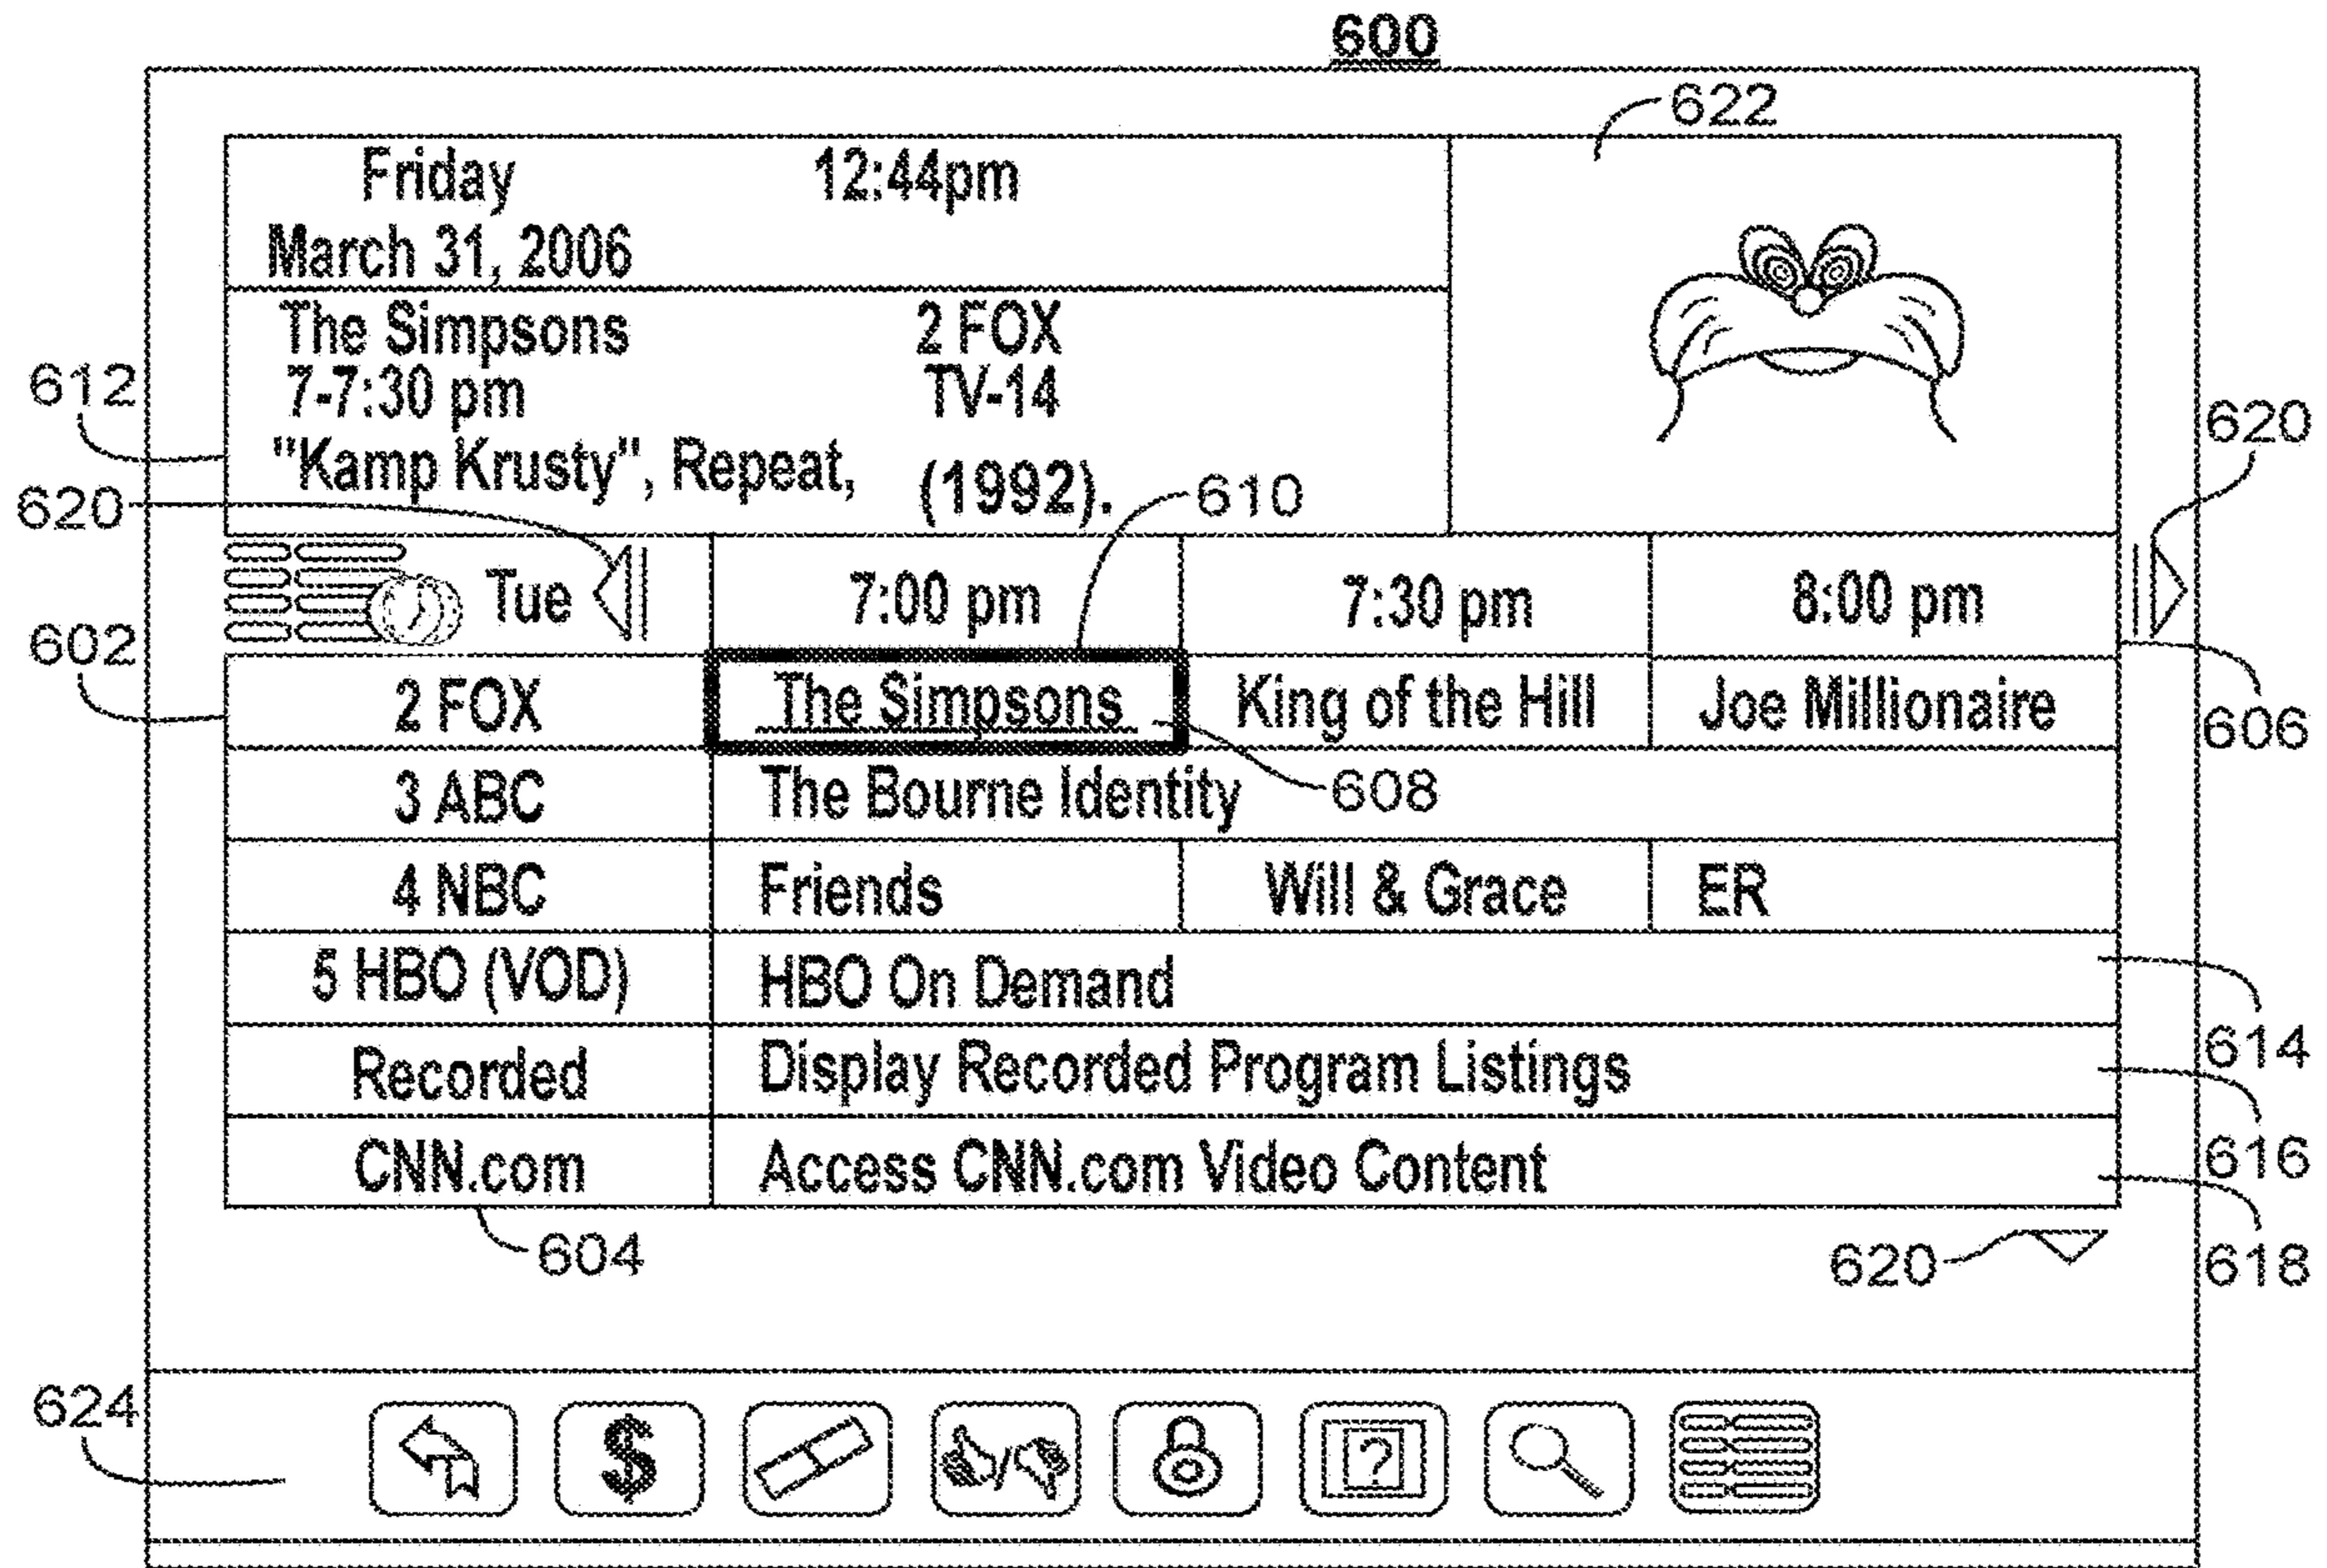 600
622
Friday 12:44pm
March 31, 2006
The Simpsons 2 FOX
612
7-7:30 pm TV-14
620
"Kamp Krusty", Repeat, (1992).
610
620
Tue 7:00 pm 7:30 pm 8:00 pm
602
2 FOX The Simpsons King of the Hill Joe Millionaire
606
3 ABC The Bourne Identity 608
4 NBC Friends Will & Grace ER
5 HBO (VOD) HBO On Demand
614
Recorded Display Recorded Program Listings
616
CNN.com Access CNN.com Video Content
604
620
618
624
$ / ?